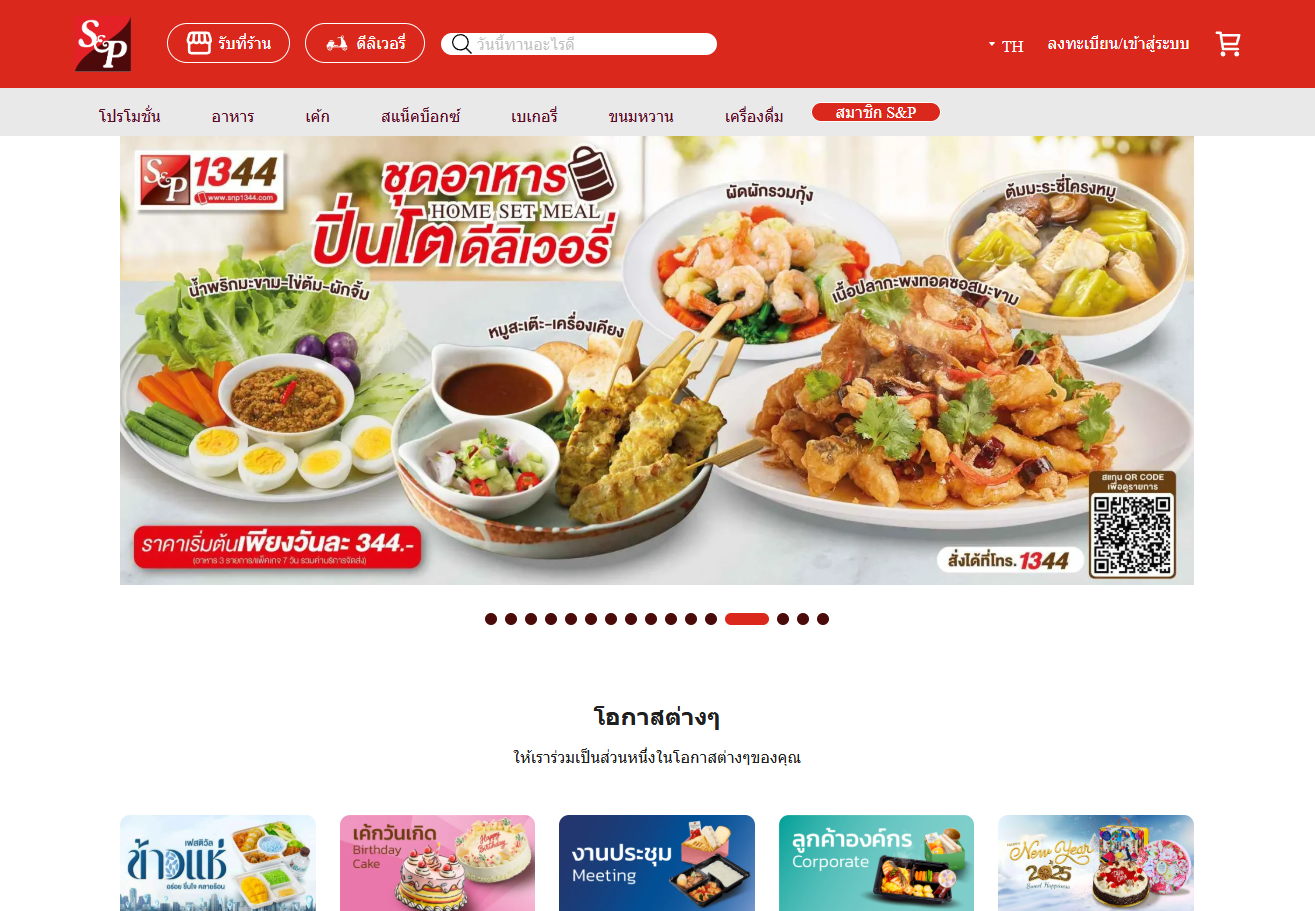 S&P
รับที่ร้าน
ดีลิเวอรี่
วันนี้ทานอะไรดี
TH
ลงทะเบียน/เข้าสู่ระบบ
โปรโมชั่น
อาหาร
เค้ก
สแน็คบ็อกซ์
เบเกอรี่
ขนมหวาน
เครื่องดื่ม
สมาชิก S&P
S&P 1344
www.snp1344.com
ชุดอาหาร
HOME SET MEAL
ปิ่นโตดีลิเวอรี่
ผัดผักรวมกุ้ง
ต้มมะระซี่โครงหมู
น้ำพริกมะขาม-ไข่ต้ม-ผักจิ้ม
หมูสะเต๊ะ-เครื่องเคียง
เนื้อปลากะพงทอดซอสมะขาม
สแกน QR CODE
เพื่อดูรายการ
ราคาเริ่มต้นเพียงวันละ 344.-
(อาหาร 3 รายการ/แพ็คเกจ 7 วัน รวมค่าบริการจัดส่ง)
สั่งได้ที่โทร. 1344
โอกาสต่างๆ
ให้เราร่วมเป็นส่วนหนึ่งในโอกาสต่างๆของคุณ
เฟสติวัล
ข้าวแช่
อร่อย ชื่นใจ คลายร้อน
เค้กวันเกิด
Birthday
Cake
Happy
Birthday
งานประชุม
Meeting
ลูกค้าองค์กร
Corporate
New Year
2025
Sweet Happiness